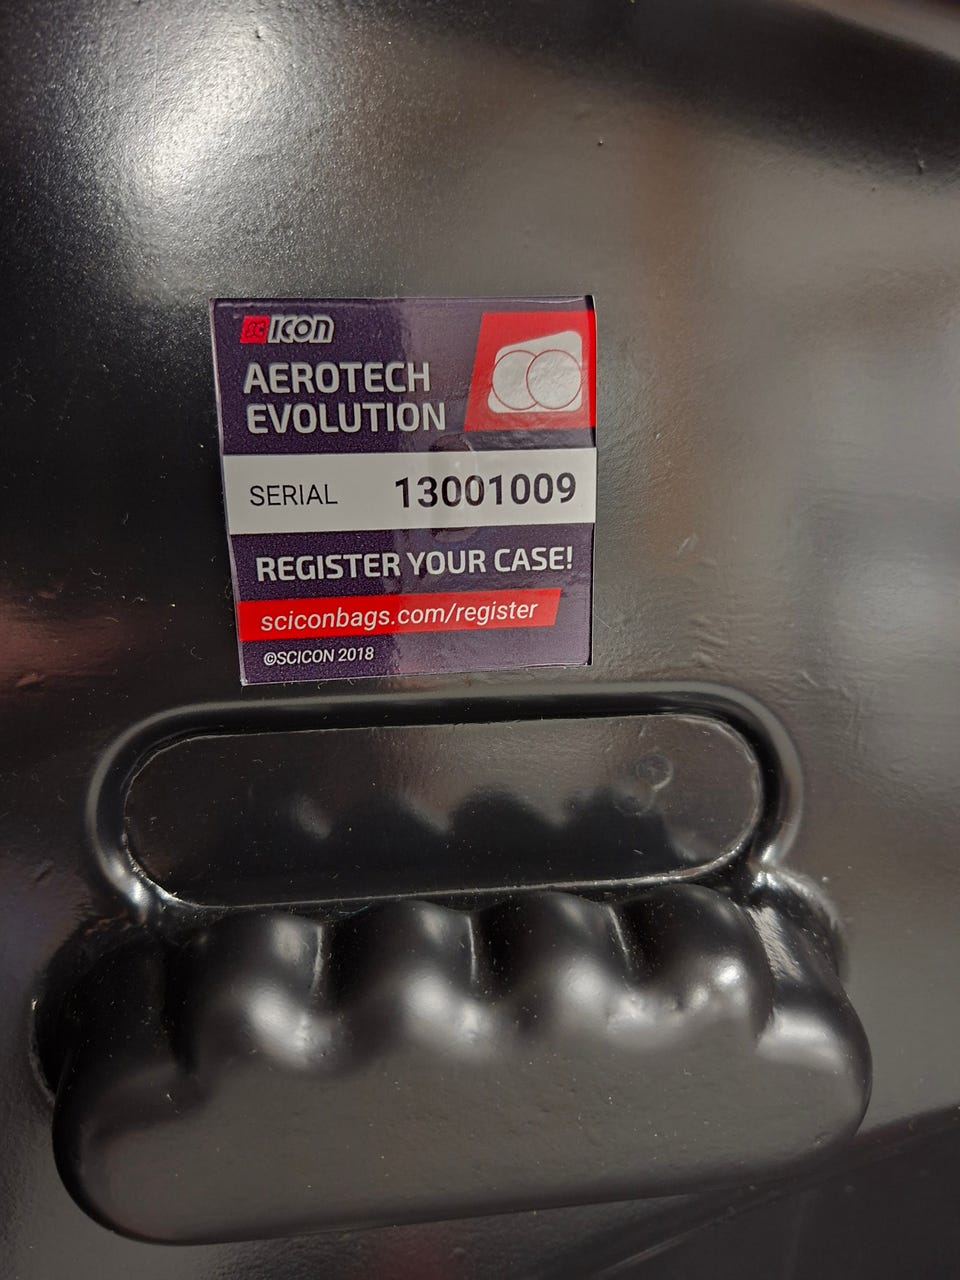 SCICON
AEROTECH
EVOLUTION
SERIAL 13001009
REGISTER YOUR CASE!
sciconbags.com/register
©SCICON 2018